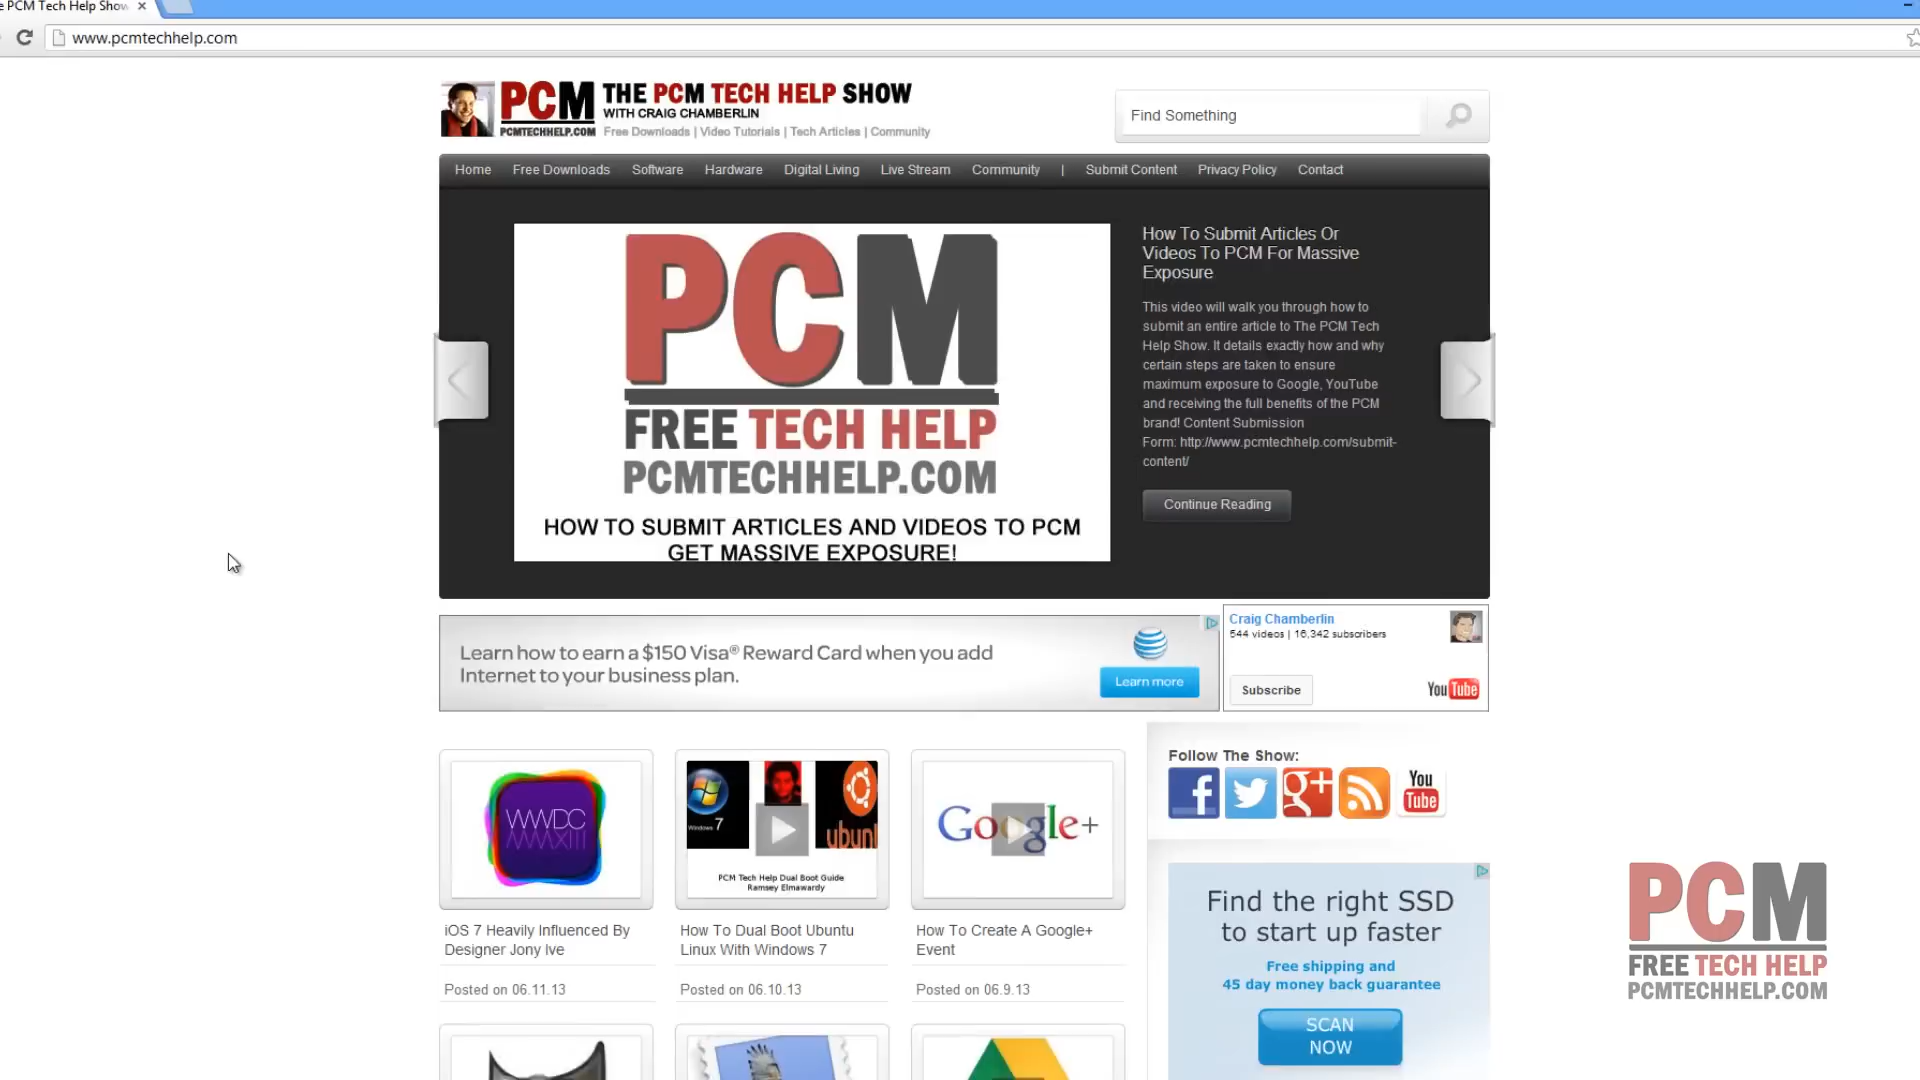 e PCM Tech Help Show
www.pcmtechhelp.com
PCM
PCMTECHHELP.COM
THE PCM TECH HELP SHOW
WITH CRAIG CHAMBERLIN
Free Downloads | Video Tutorials | Tech Articles | Community
Find Something
Home Free Downloads Software Hardware Digital Living Live Stream Community | Submit Content Privacy Policy Contact
PCM
FREE TECH HELP
PCMTECHHELP.COM
HOW TO SUBMIT ARTICLES AND VIDEOS TO PCM
GET MASSIVE EXPOSURE!
How To Submit Articles Or
Videos To PCM For Massive
Exposure
This video will walk you through how to
submit an entire article to The PCM Tech
Help Show. It details exactly how and why
certain steps are taken to ensure
maximum exposure to Google, YouTube
and receiving the full benefits of the PCM
brand! Content Submission
Form: http://www.pcmtechhelp.com/submit-
content/
Continue Reading
Learn how to earn a $150 Visa® Reward Card when you add
Internet to your business plan.
Learn more
Craig Chamberlin
544 videos | 16,342 subscribers
Subscribe
YouTube
WWDC
Windows 7
ubun
PCM Tech Help Dual Boot Guide
Ramsey Elmawardy
Google+
iOS 7 Heavily Influenced By
Designer Jony Ive
Posted on 06.11.13
How To Dual Boot Ubuntu
Linux With Windows 7
Posted on 06.10.13
How To Create A Google+
Event
Posted on 06.9.13
Follow The Show:
f
g+
You
Tube
Find the right SSD
to start up faster
Free shipping and
45 day money back guarantee
SCAN
NOW
PCM
FREE TECH HELP
PCMTECHHELP.COM